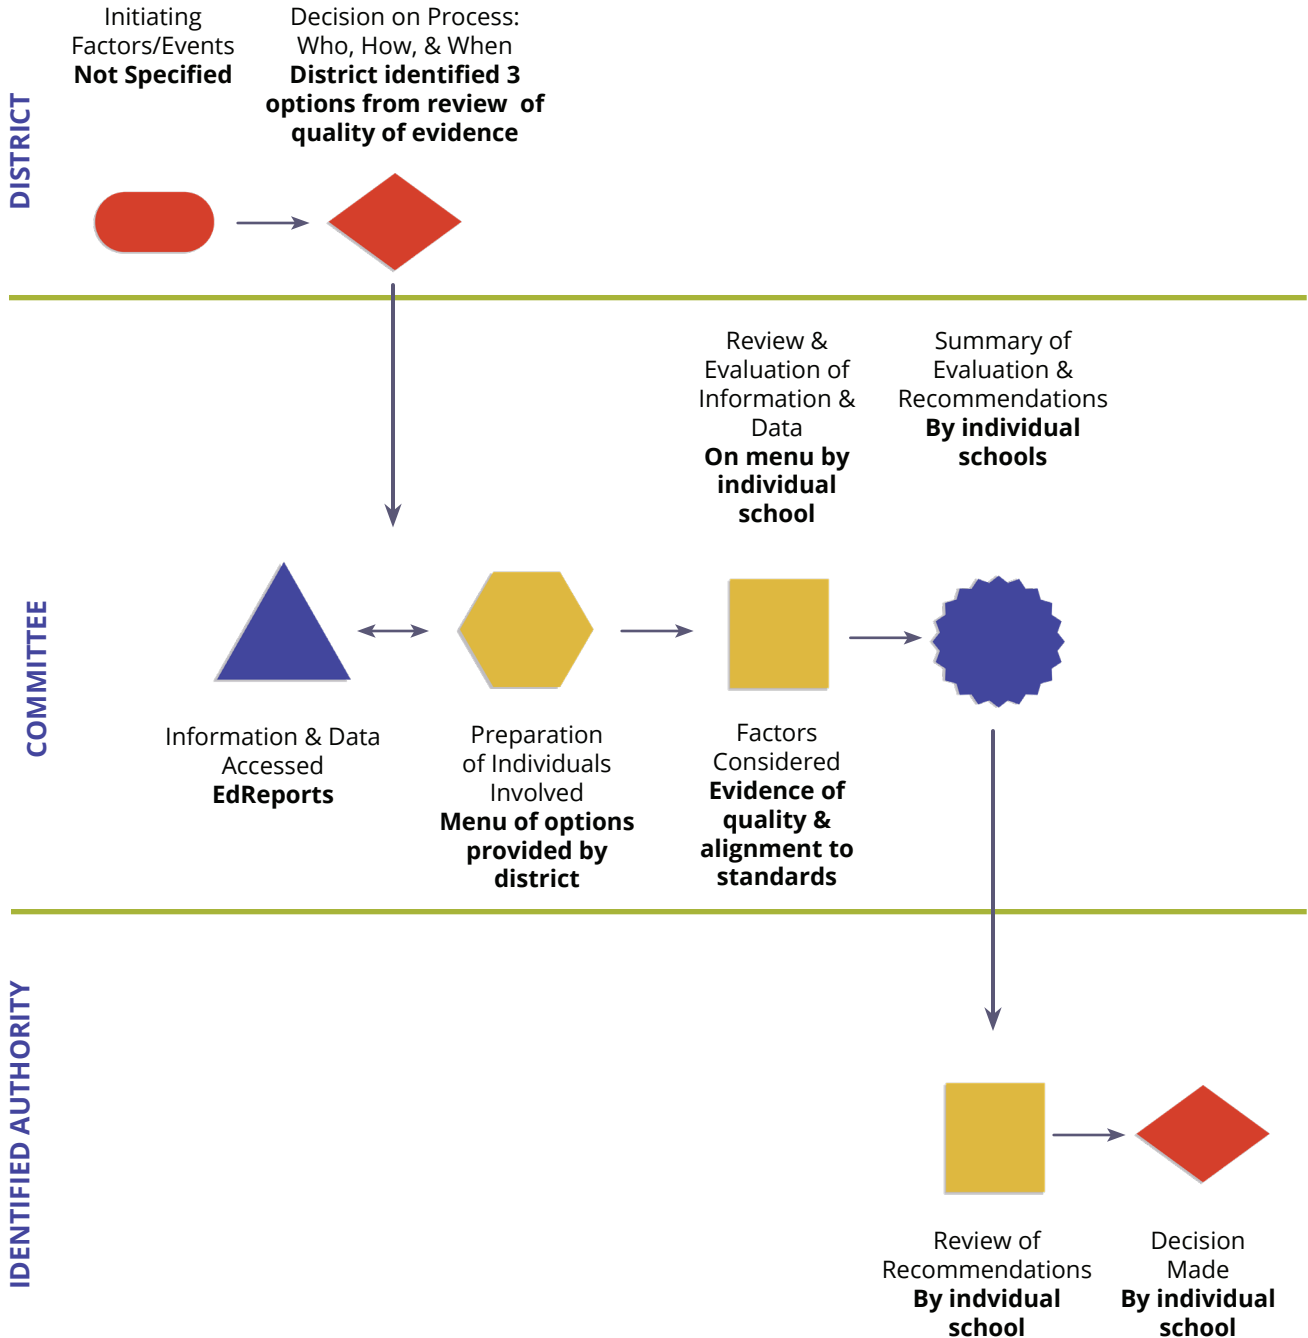 DISTRICT
Initiating
Factors/Events
Not Specified
Decision on Process:
Who, How, & When
District identified 3
options from review of
quality of evidence
COMMITTEE
Review &
Evaluation of
Information &
Data
On menu by
individual
school
Summary of
Evaluation &
Recommendations
By individual
schools
Information & Data
Accessed
EdReports
Preparation
of Individuals
Involved
Menu of options
provided by
district
Factors
Considered
Evidence of
quality &
alignment to
standards
IDENTIFIED AUTHORITY
Review of
Recommendations
By indvidual
school
Decision
Made
By individual
school